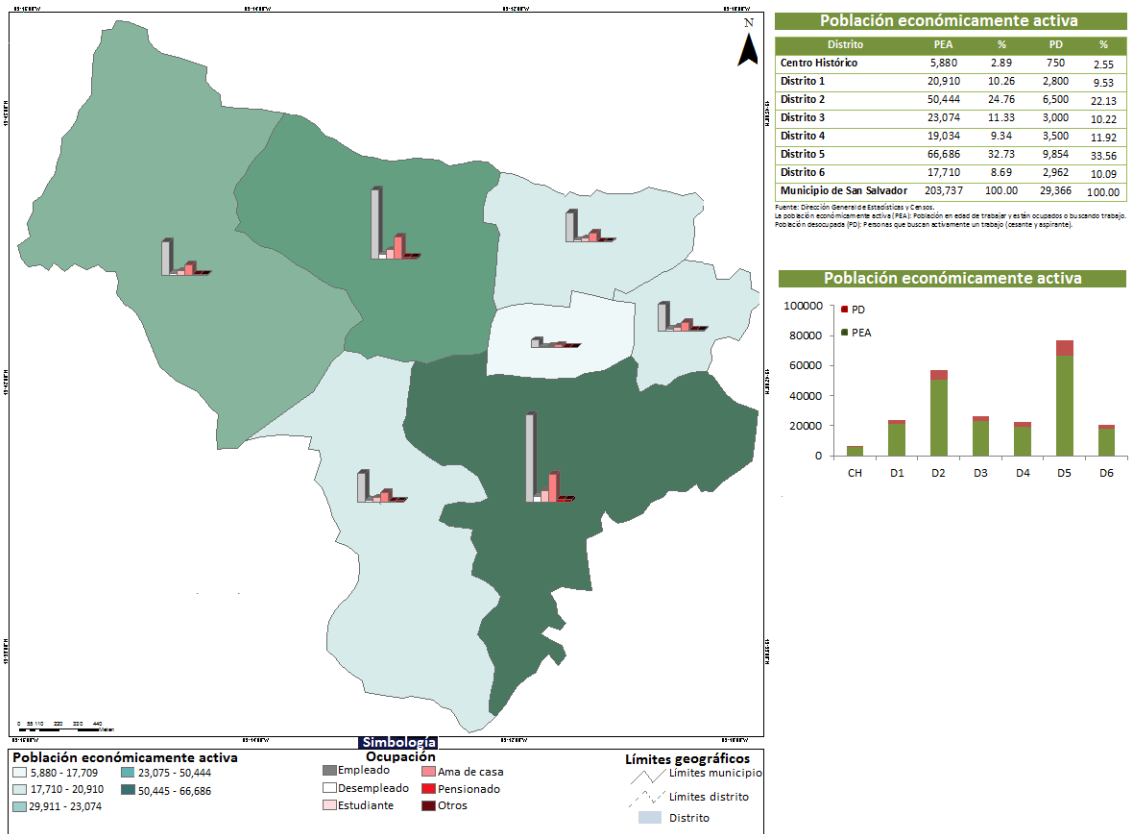 N
Población económicamente activa
Distrito PEA % PD %
Centro Histórico 5,880 2.89 750 2.55
Distrito 1 20,910 10.26 2,800 9.53
Distrito 2 50,444 24.76 6,500 22.13
Distrito 3 23,074 11.33 3,000 10.22
Distrito 4 19,034 9.34 3,500 11.92
Distrito 5 66,686 32.73 9,854 33.56
Distrito 6 17,710 8.69 2,962 10.09
Municipio de San Salvador 203,737 100.00 29,366 100.00
Fuente: Dirección General de Estadísticas y Censos.
La población económicamente activa (PEA): Población en edad de trabajar y están ocupados o buscando trabajo.
Población desocupada (PD): Personas que buscan activamente un trabajo (cesante y aspirante).
Población económicamente activa
100000
80000
60000
40000
20000
0
PD
PEA
CH D1 D2 D3 D4 D5 D6
0 55 110 220 330 440
Simbología
Población económicamente activa
5,880 - 17,709
17,710 - 20,910
29,911 - 23,074
23,075 - 50,444
50,445 - 66,686
Ocupación
Empleado
Desempleado
Estudiante
Ama de casa
Pensionado
Otros
Límites geográficos
Límites municipio
Límites distrito
Distrito